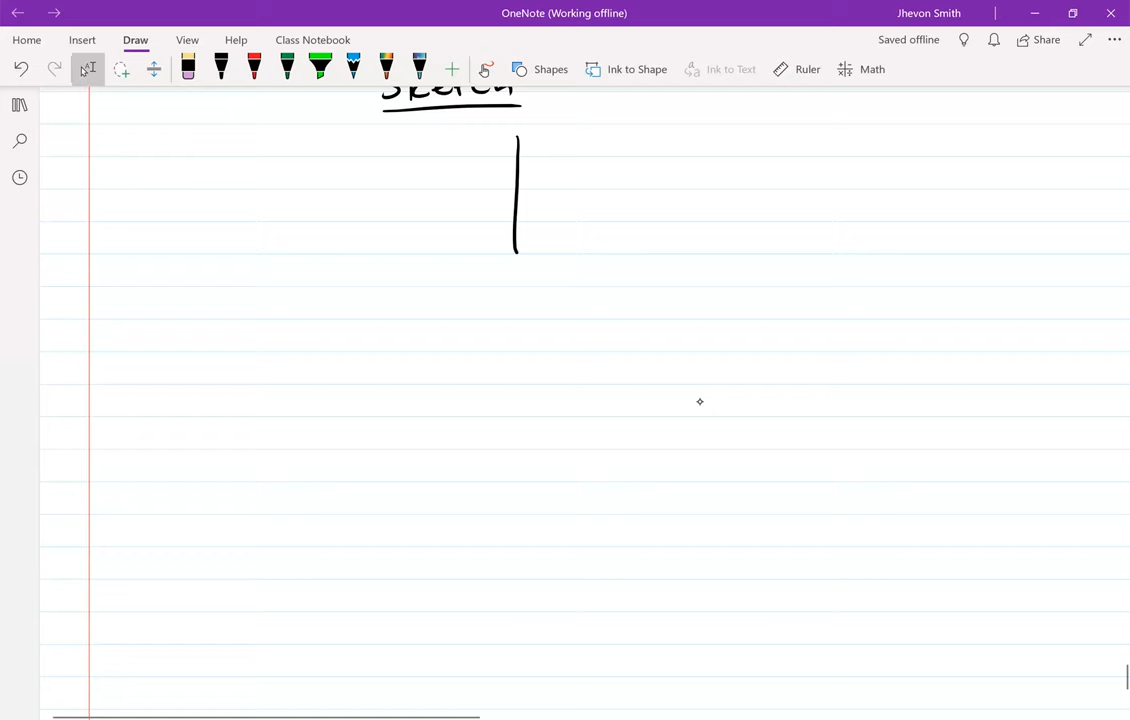 OneNote (Working offline)
Jhevon Smith
Home
Insert
Draw
View
Help
Class Notebook
Saved offline
Share
Shapes
Ink to Shape
Ink to Text
Ruler
Math
Sketch